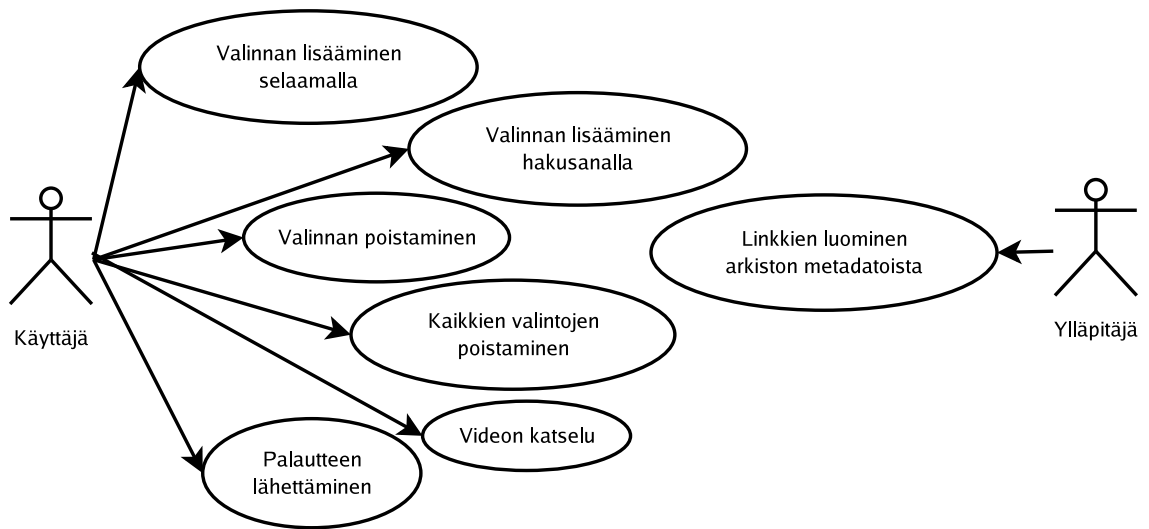 Valinnan lisääminen
selaamalla
Valinnan lisääminen
hakusanalla
Valinnan poistaminen
Linkkien luominen
arkiston metadatoista
Kaikkien valintojen
poistaminen
Käyttäjä
Ylläpitäjä
Videon katselu
Palautteen
lähettäminen